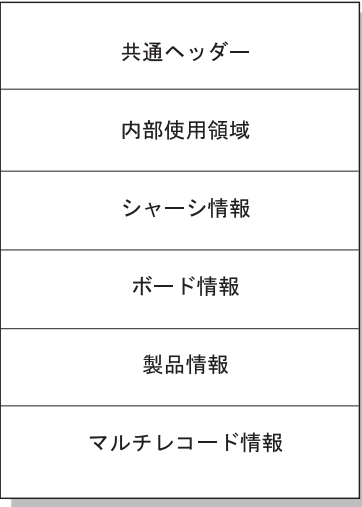 共通ヘッダー
内部使用領域
シャーシ情報
ボード情報
製品情報
マルチレコード情報